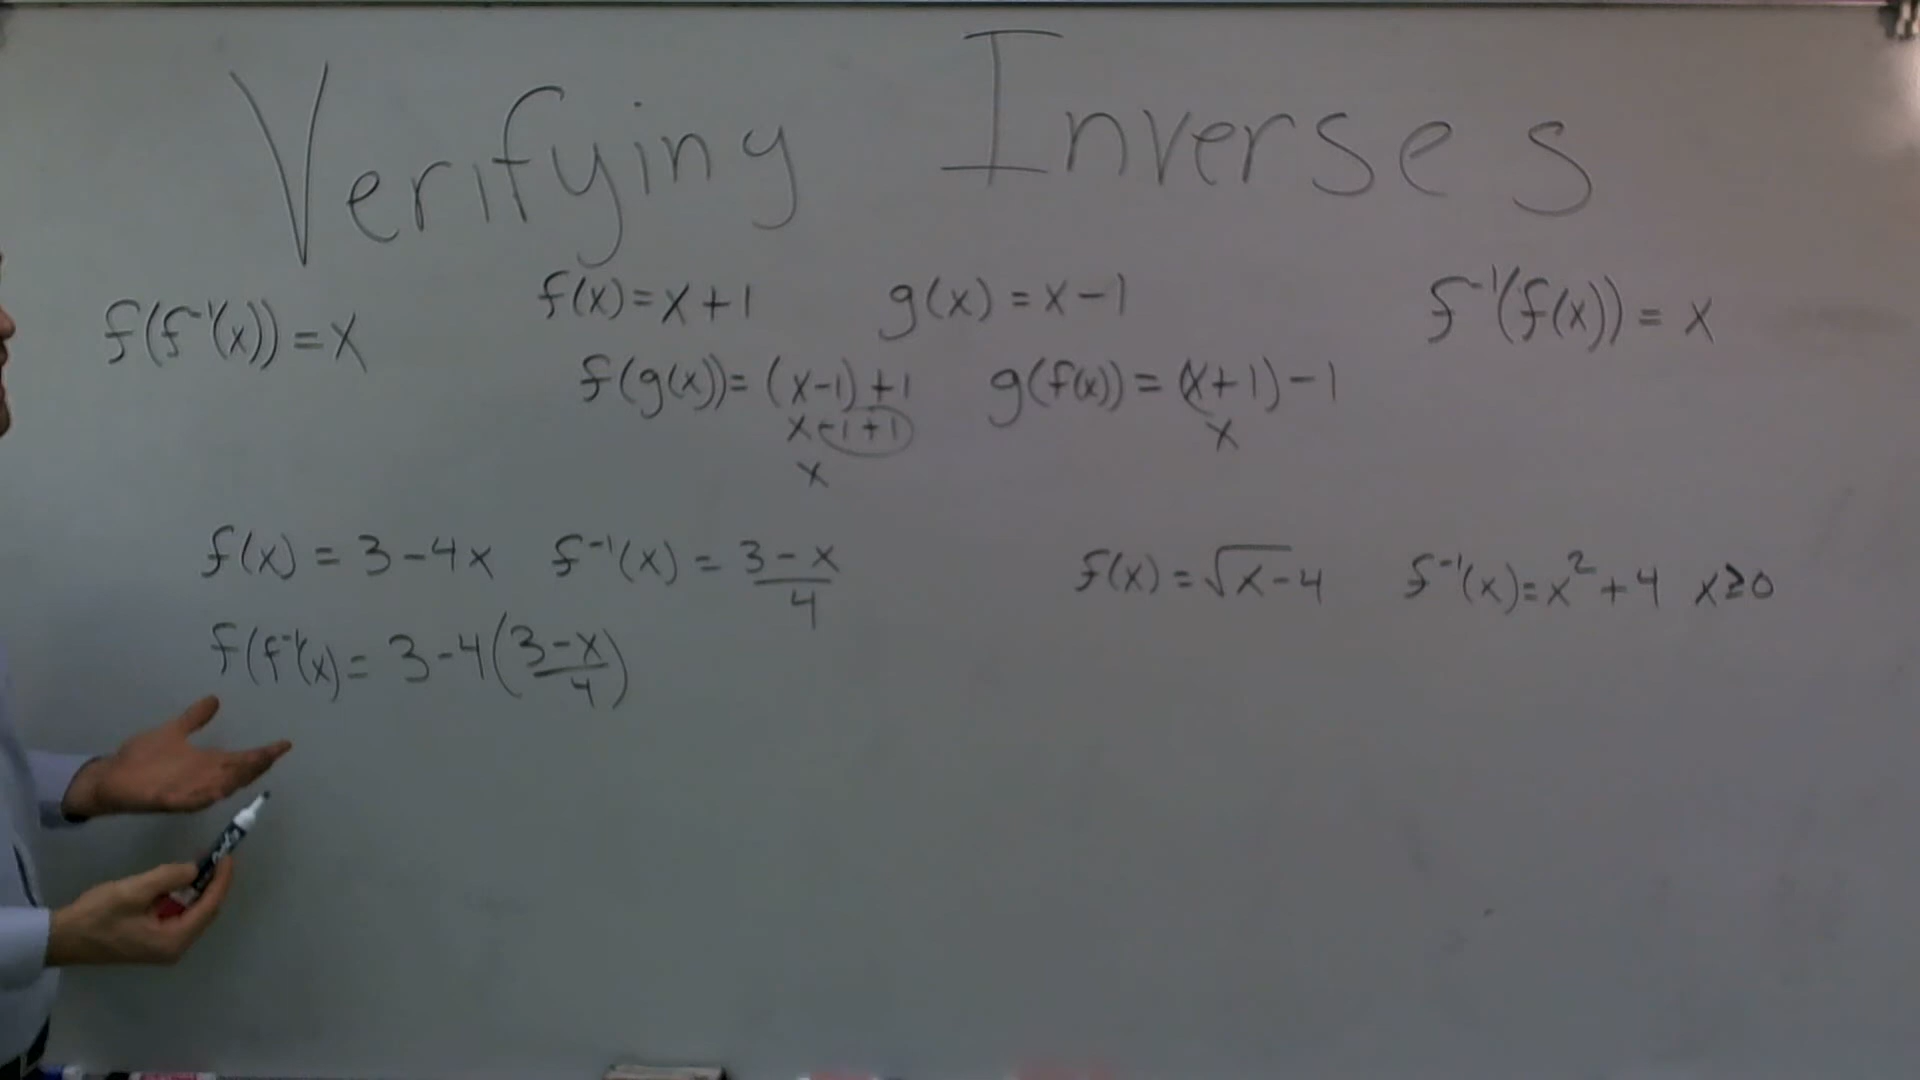 Verifying Inverses
f(f⁻¹(x)) = x
f(x) = x + 1 g(x) = x - 1
f⁻¹(f(x)) = x
f(g(x)) = (x-1) + 1 g(f(x)) = (x+1) - 1
x - 1 + 1 x
x
f(x) = 3 - 4x f⁻¹(x) = (3 - x)/4
f(f⁻¹(x) = 3 - 4((3 - x)/4)
f(x) = √x - 4 f⁻¹(x) = x² + 4 x ≥ 0